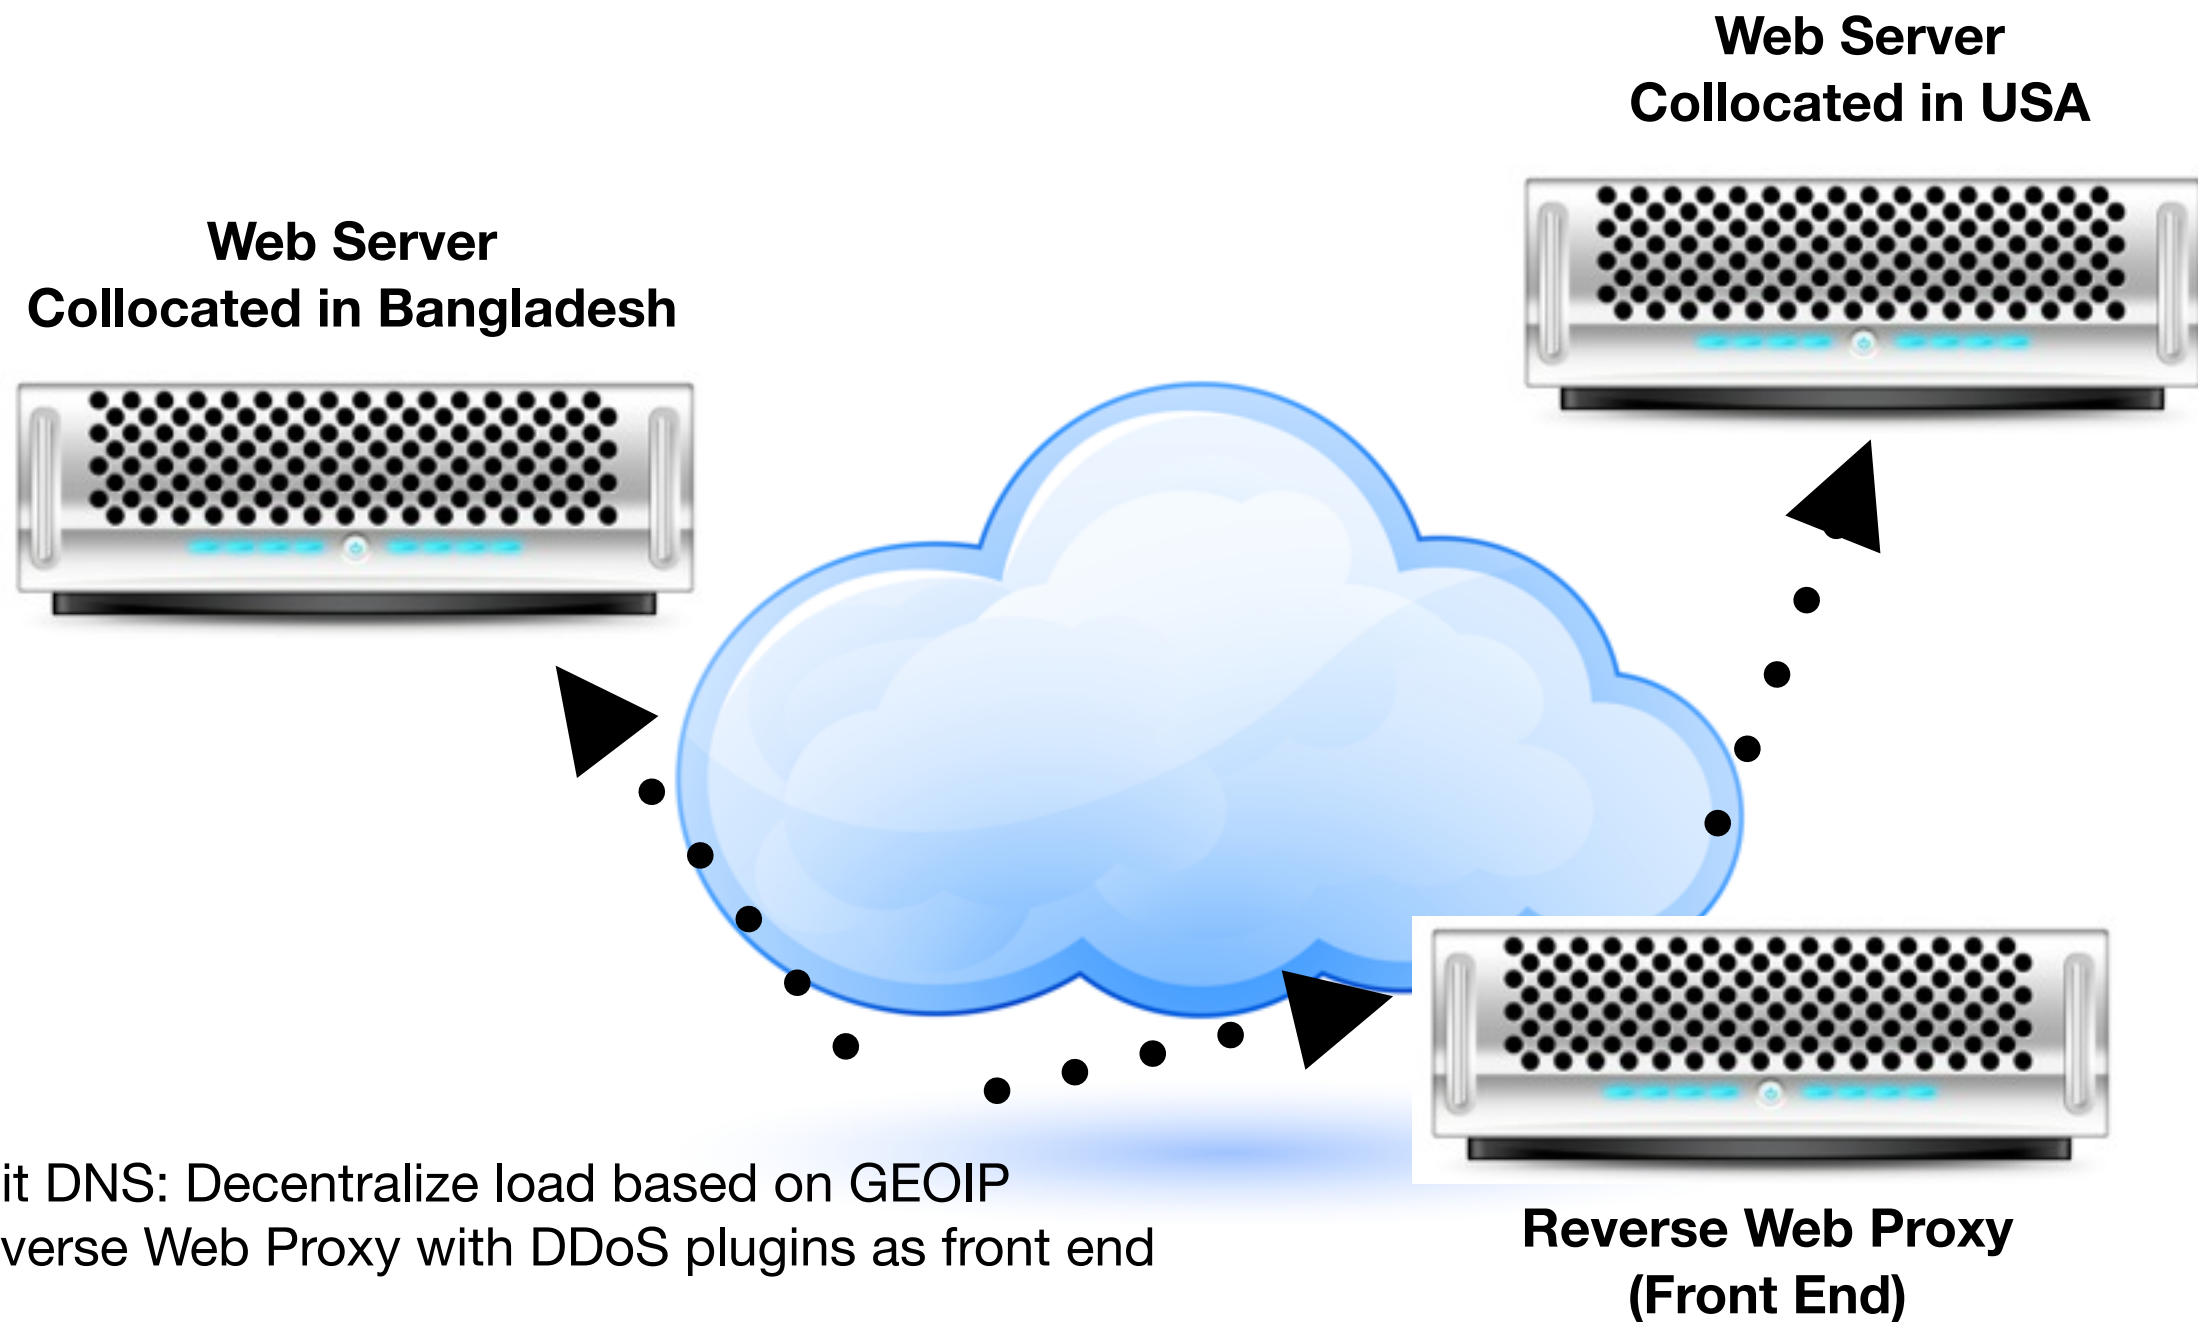 Web Server
Collocated in USA
Web Server
Collocated in Bangladesh
it DNS: Decentralize load based on GEOIP
verse Web Proxy with DDoS plugins as front end
Reverse Web Proxy
(Front End)